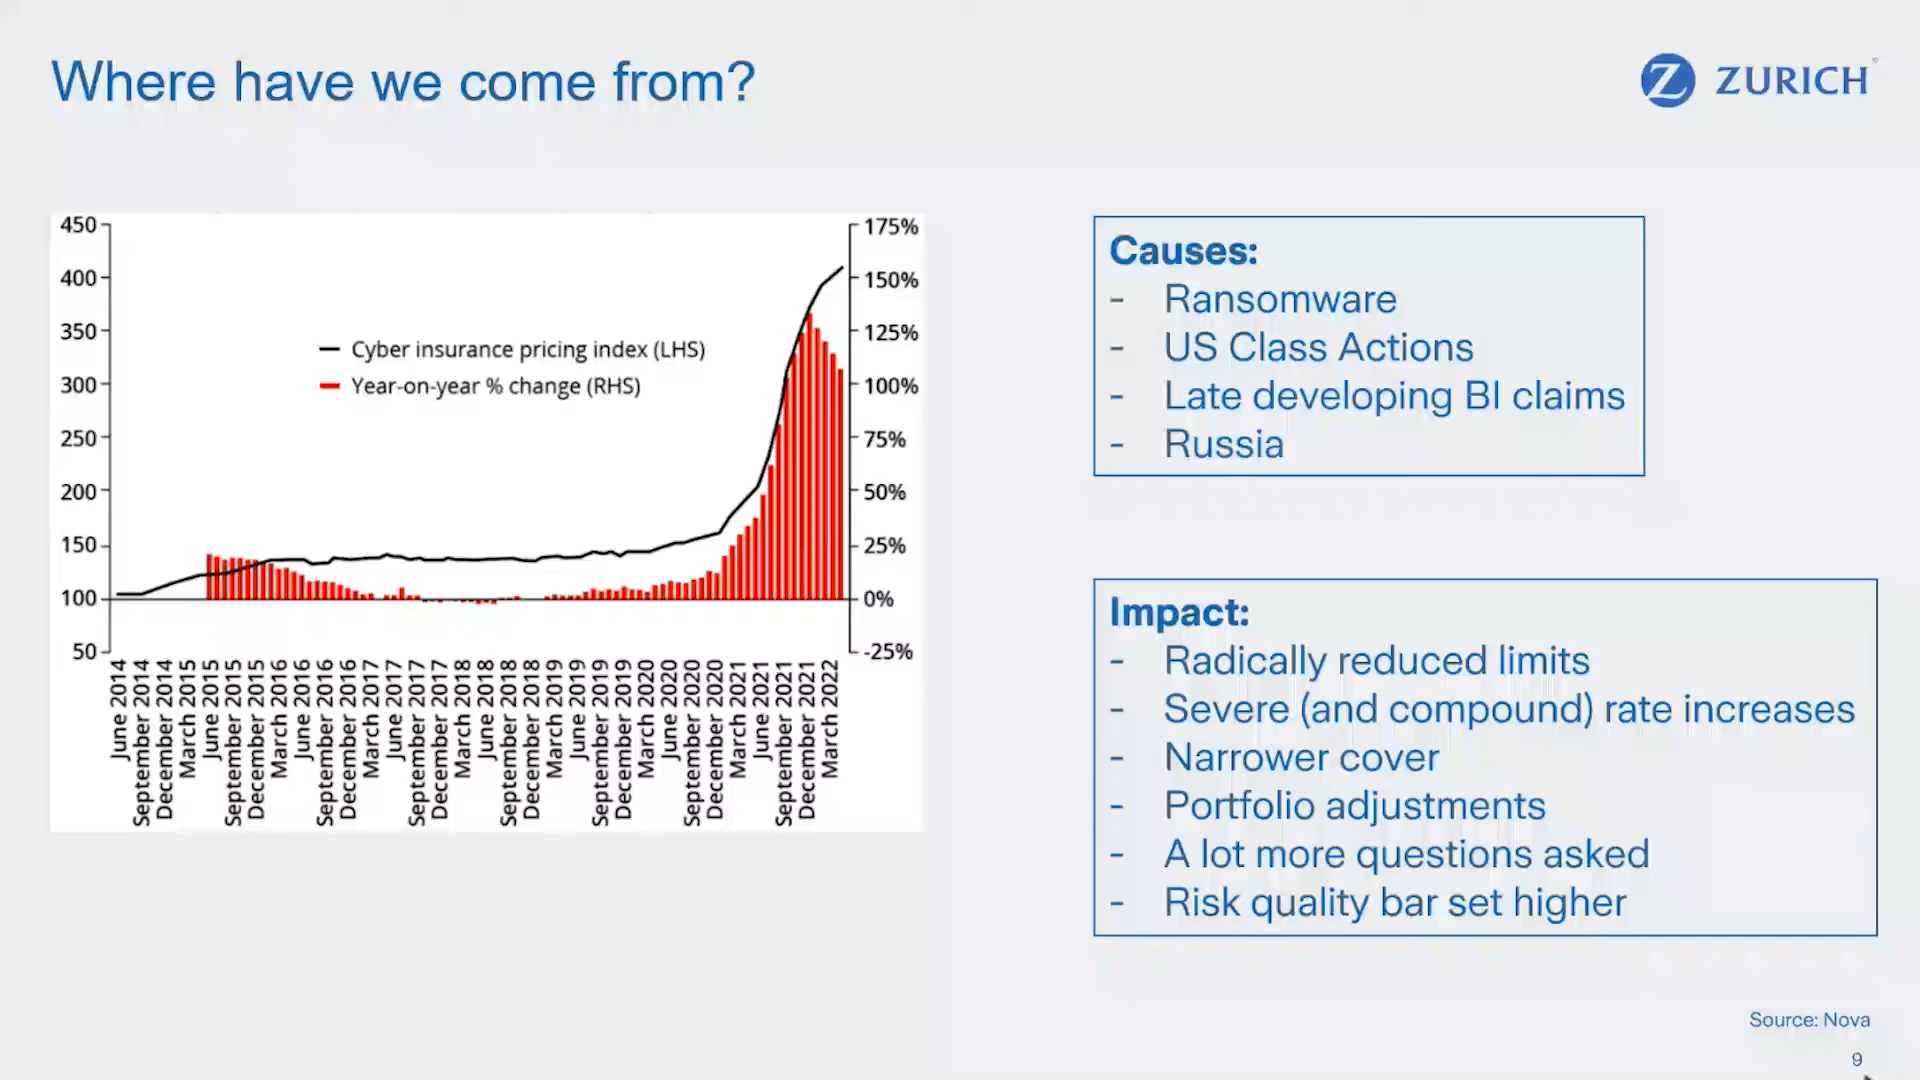 Where have we come from?
ZURICH
450
400
350
300
250
200
150
100
50
175%
150%
125%
100%
75%
50%
25%
0%
-25%
Cyber insurance pricing index (LHS)
Year-on-year % change (RHS)
June 2014
September 2014
December 2014
March 2015
June 2015
September 2015
December 2015
March 2016
June 2016
September 2016
December 2016
March 2017
June 2017
September 2017
December 2017
March 2018
June 2018
September 2018
December 2018
March 2019
June 2019
September 2019
December 2019
March 2020
June 2020
September 2020
December 2020
March 2021
June 2021
September 2021
December 2021
March 2022
Causes:
- Ransomware
- US Class Actions
- Late developing BI claims
- Russia
Impact:
- Radically reduced limits
- Severe (and compound) rate increases
- Narrower cover
- Portfolio adjustments
- A lot more questions asked
- Risk quality bar set higher
Source: Nova
9